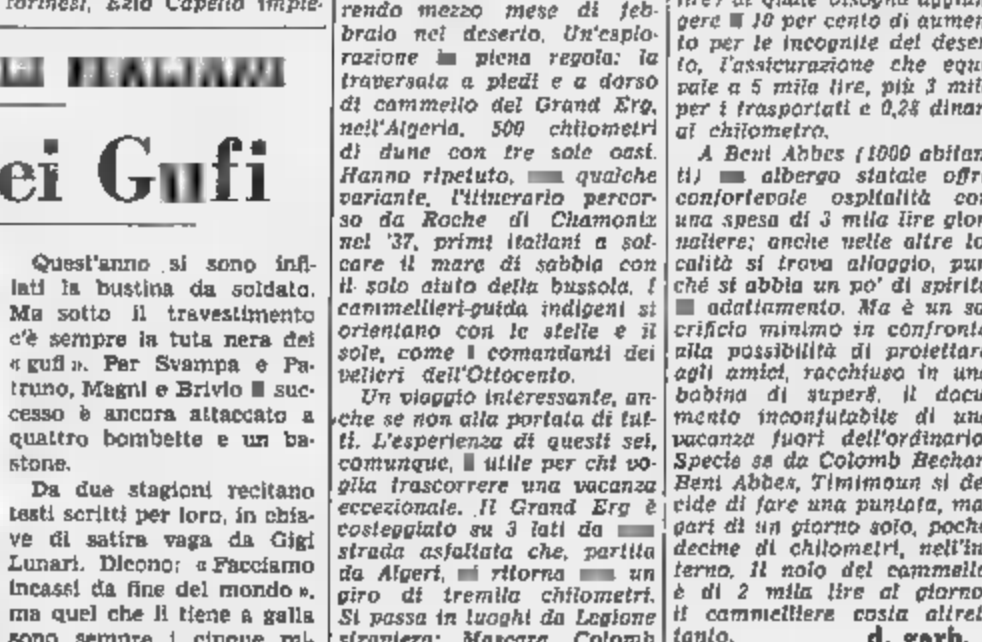 torinesi, Ezio Capello
ITALIANI
ei Gufi
Quest'anno si sono infi-
lati la bustina da soldato.
Ma sotto il travestimento
c'è sempre la tuta nera dei
« gufi ». Per Svampa e Pa-
truno, Magni e Brivio suc-
cesso è ancora attaccato a
quattro bombette e un ba-
stone.
Da due stagioni recitano
testi scritti per loro, in chia-
ve di satira vaga da Gigi
Lunari. Dicono: « Facciamo
incassi da fine del mondo ».
ma quel che li tiene a galla
sono sempre i cinque
rendo mezzo mese di feb-
braio nel deserto. Un'esplo-
razione piena regola: la
traversata a piedi e a dorso
di cammello del Grand Erg,
nell'Algeria. 500 chilometri
di dune con tre sole oasi.
Hanno ripetuto, qualche
variante, l'itinerario percor-
so da Roche di Chamonix
nel '37, primi italiani a sol-
care il mare di sabbia con
il solo aiuto della bussola. I
cammellieri-guida indigeni si
orientano con le stelle e il
sole, come comandanti dei
velieri dell'Ottocento.
Un viaggio interessante, an-
che se non alla portata di tut-
ti. L'esperienza di questi sei,
comunque, utile per chi vo-
glia trascorrere una vacanza
eccezionale. Il Grand Erg è
costeggiato su 3 lati da
strada asfaltata che, partita
da Algeri, ritorna un
giro di tremila chilometri.
Si passa in luoghi da Legione
straniera: Mascara, Colomb
gere 10 per cento di aumen
to per le incognite del deser
to, l'assicurazione che equi
vale a 5 mila lire, più 3 mil
per i trasportati e 0,28 dinar
al chilometro.
A Beni Abbes (1000 abitan
ti) albergo statale offr
confortevole ospitalità con
una spesa di 3 mila lire gior
naliere; anche nelle altre lo
calità si trova alloggio, pur
ché si abbia un po' di spirito
adattamento. Ma è un sa
crificio minimo in confronto
alla possibilità di proiettare
agli amici, racchiuso in una
bobina di super8, il docu
mento inconfutabile di una
vacanza fuori dell'ordinario
Specie se da Colomb Bechar
Beni Abbes, Timimoun si de
cide di fare una puntata, ma
gari di un giorno solo, poche
decine di chilometri, nell'in
terno. Il nolo del cammello
è di 2 mila lire al giorno
il cammelliere costa altret
tanto.
d. garb.